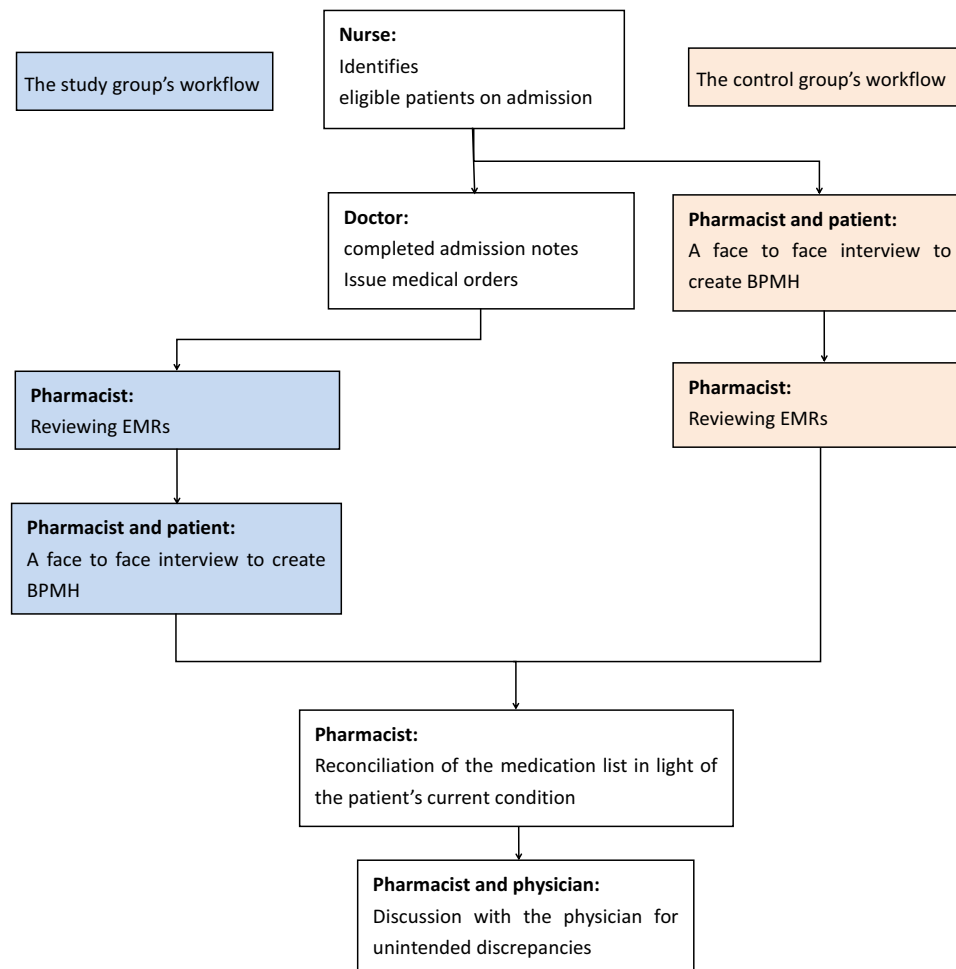 Nurse:
Identifies
eligible patients on admission
The study group’s workflow
The control group’s workflow
Doctor:
completed admission notes
Issue medical orders
Pharmacist and patient:
A face to face interview to
create BPMH
Pharmacist:
Reviewing EMRs
Pharmacist:
Reviewing EMRs
Pharmacist and patient:
A face to face interview to create
BPMH
Pharmacist:
Reconciliation of the medication list in light of
the patient’s current condition
Pharmacist and physician:
Discussion with the physician for
unintended discrepancies